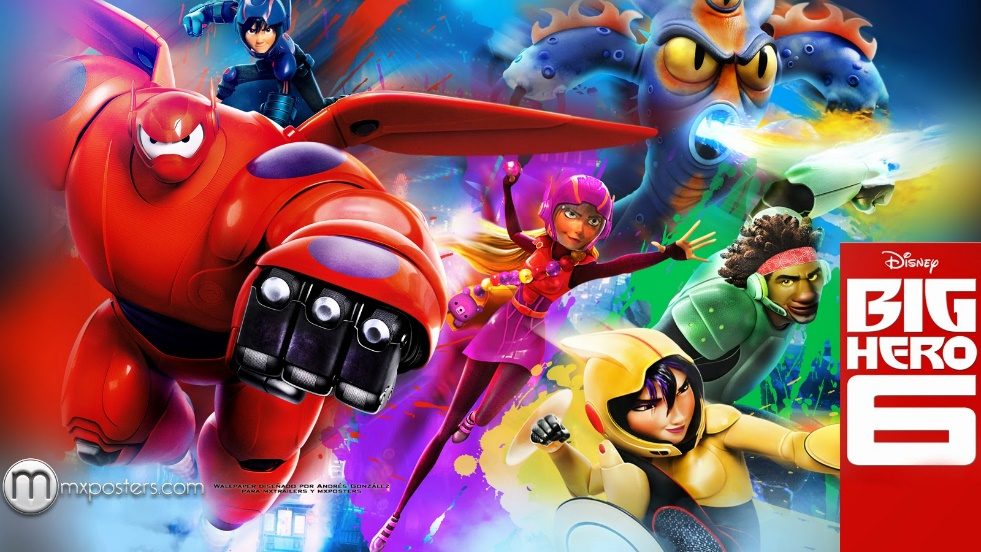 Disney
BIG
HERO
6
m mxposters.com
Wallpaper diseñado por Andrés González
para mxtrailers y mxposters